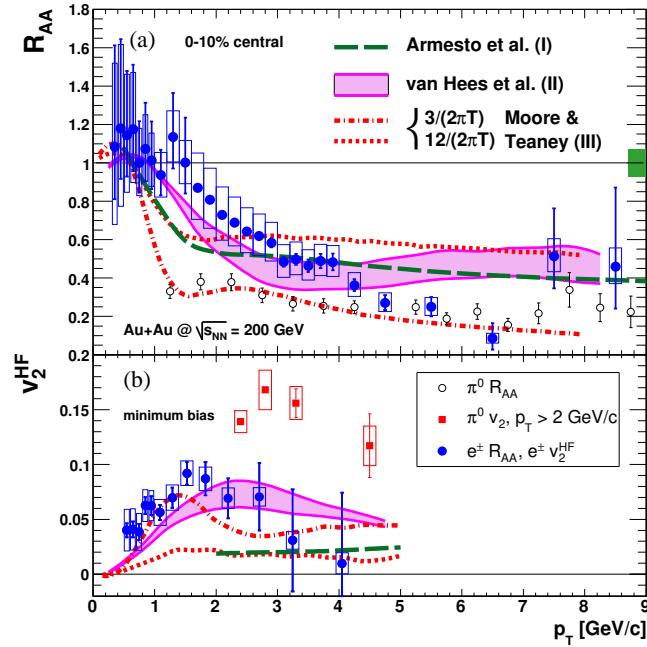 R_AA
1.8
1.6
1.4
1.2
1
0.8
0.6
0.4
0.2
(a)
0-10% central
Armesto et al. (I)
van Hees et al. (II)
3/(2πT) Moore &
12/(2πT) Teaney (III)
Au+Au @ √s_NN = 200 GeV
v_2^HF
0.15
0.1
0.05
0
(b)
minimum bias
π⁰ R_AA
π⁰ v_2, p_T > 2 GeV/c
e± R_AA, e± v_2^HF
0 1 2 3 4 5 6 7 8 9
p_T [GeV/c]